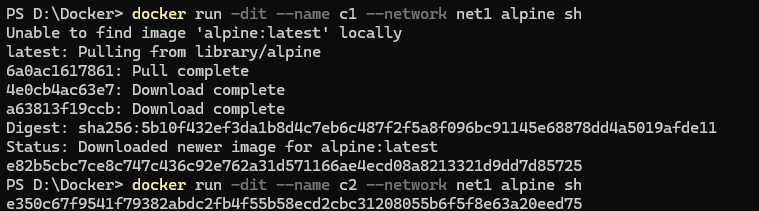 PS D:\Docker> docker run -dit --name c1 --network net1 alpine sh
Unable to find image 'alpine:latest' locally
latest: Pulling from library/alpine
6a0ac1617861: Pull complete
4e0cb4ac63e7: Download complete
a63813f19ccb: Download complete
Digest: sha256:5b10f432ef3da1b8d4c7eb6c487f2f5a8f096bc91145e68878dd4a5019afde11
Status: Downloaded newer image for alpine:latest
e82b5cbc7ce8c747c436c92e762a31d571166ae4ecd08a8213321d9dd7d85725
PS D:\Docker> docker run -dit --name c2 --network net1 alpine sh
e350c67f9541f79382abdc2fb4f55b58ecd2cbc31208055b6f5f8e63a20eed75